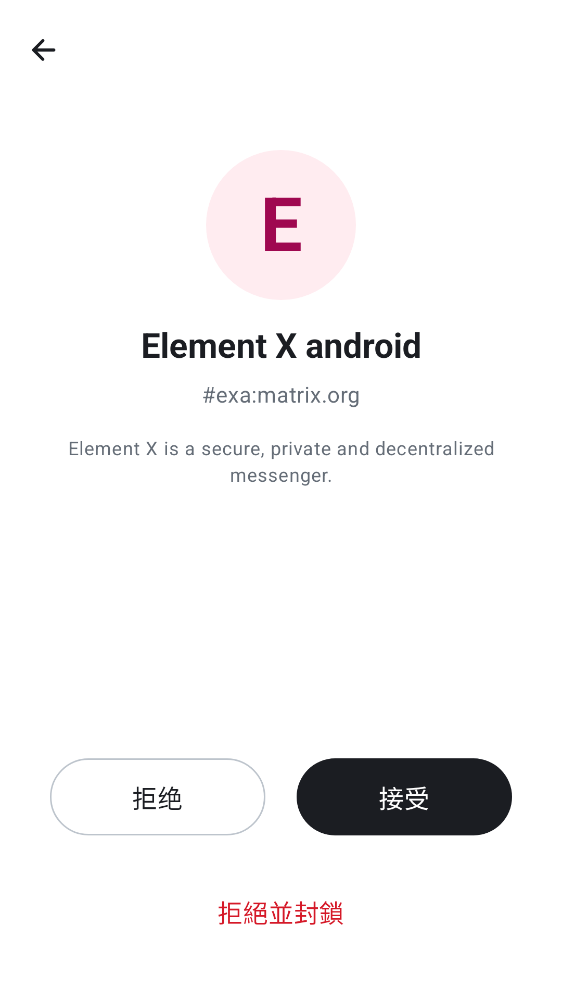 E
Element X android
#exa:matrix.org
Element X is a secure, private and decentralized
messenger.
拒绝
接受
拒絕並封鎖